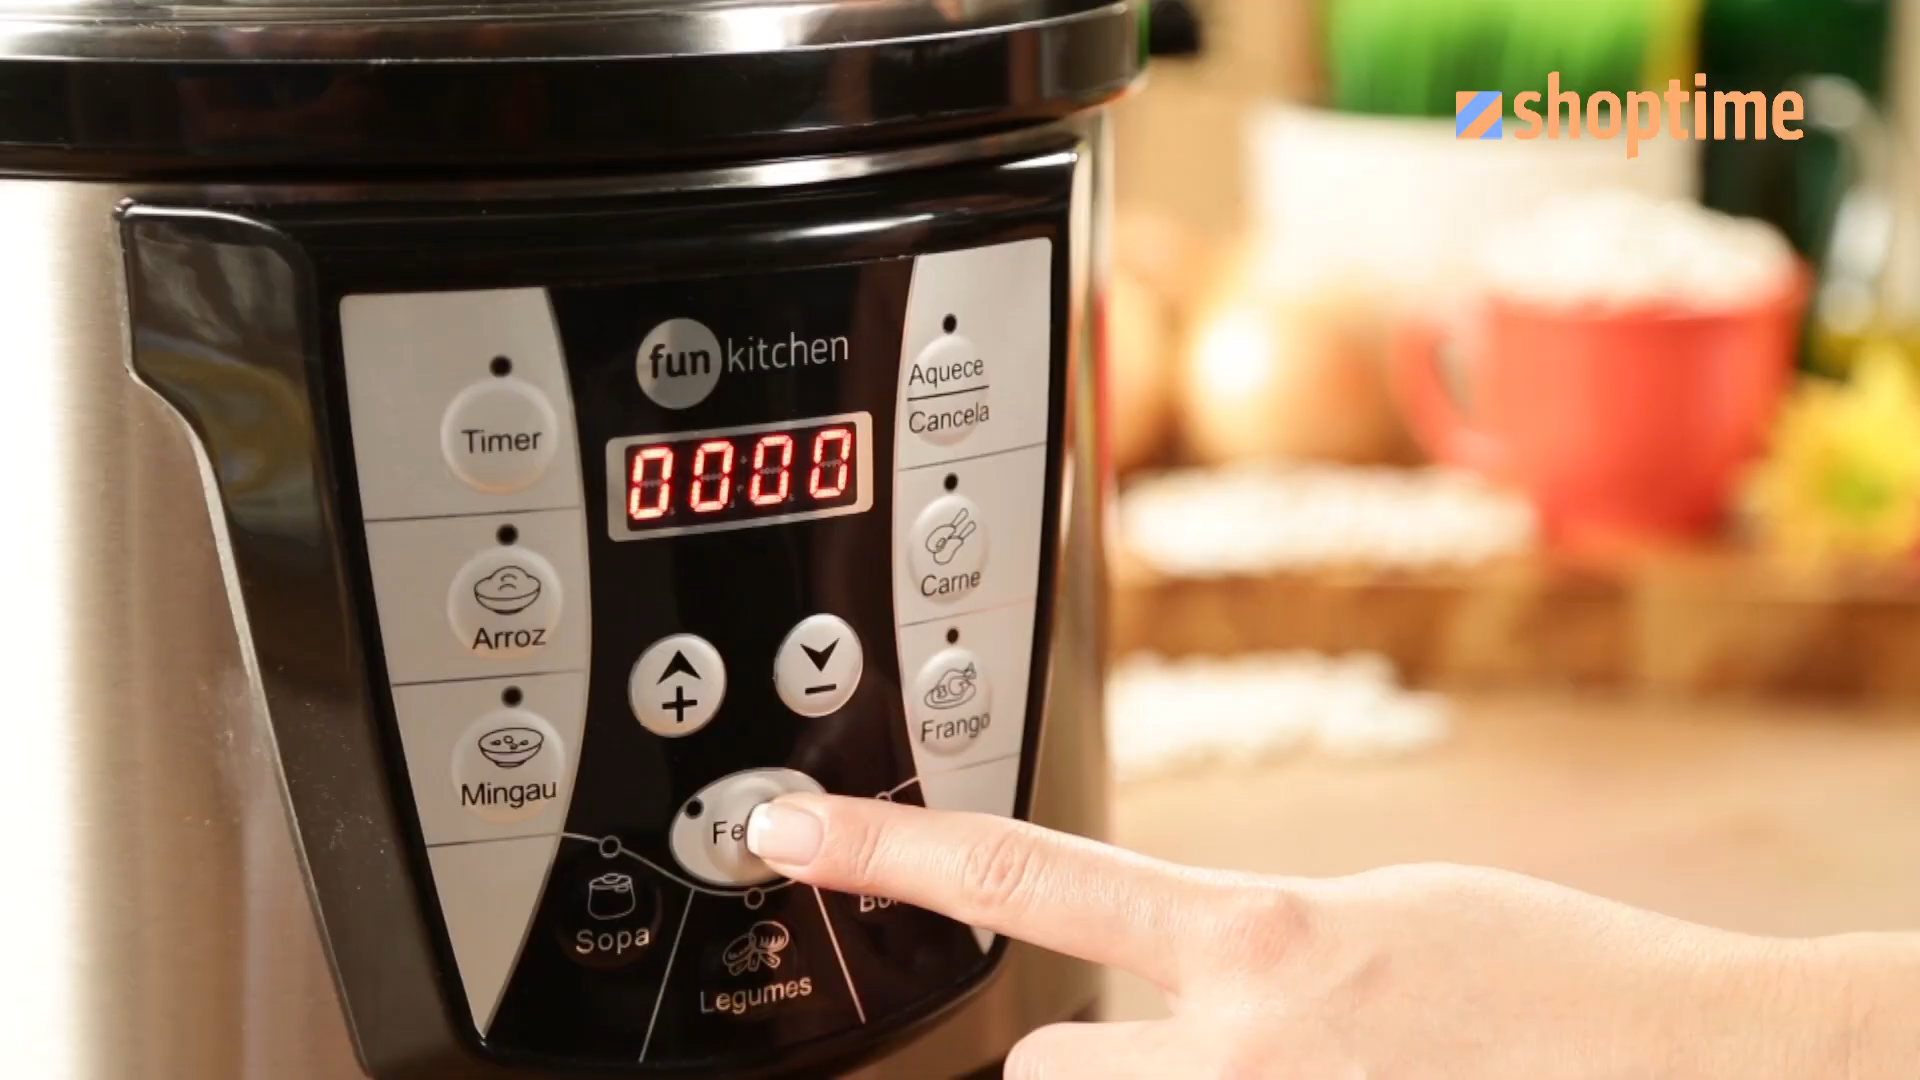 shoptime
fun kitchen
0000
Timer
Arroz
Mingau
Aquece
Cancela
Carne
Frango
+
−
Sopa
Legumes